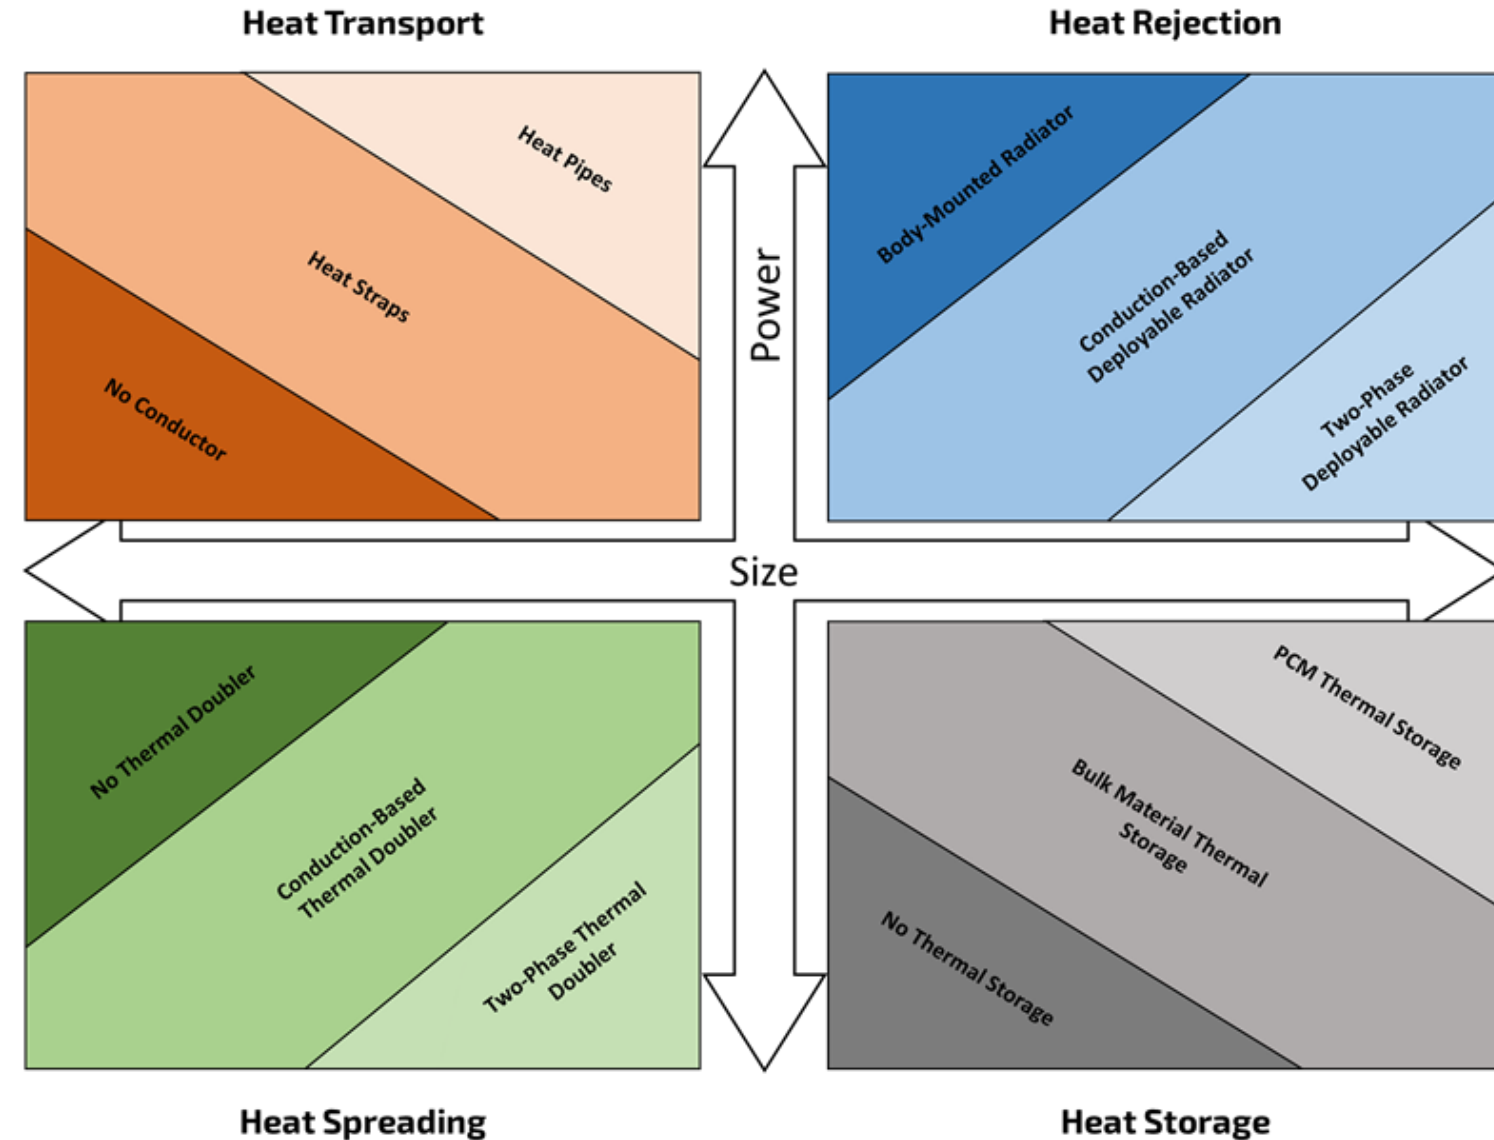 Heat Transport
Heat Rejection
Heat Pipes
Heat Straps
No Conductor
Power
Body-Mounted Radiator
Conduction-Based
Deployable Radiator
Two-Phase
Deployable Radiator
Size
No Thermal Doubler
Conduction-Based
Thermal Doubler
Two-Phase Thermal
Doubler
PCM Thermal Storage
Bulk Material Thermal
Storage
No Thermal Storage
Heat Spreading
Heat Storage